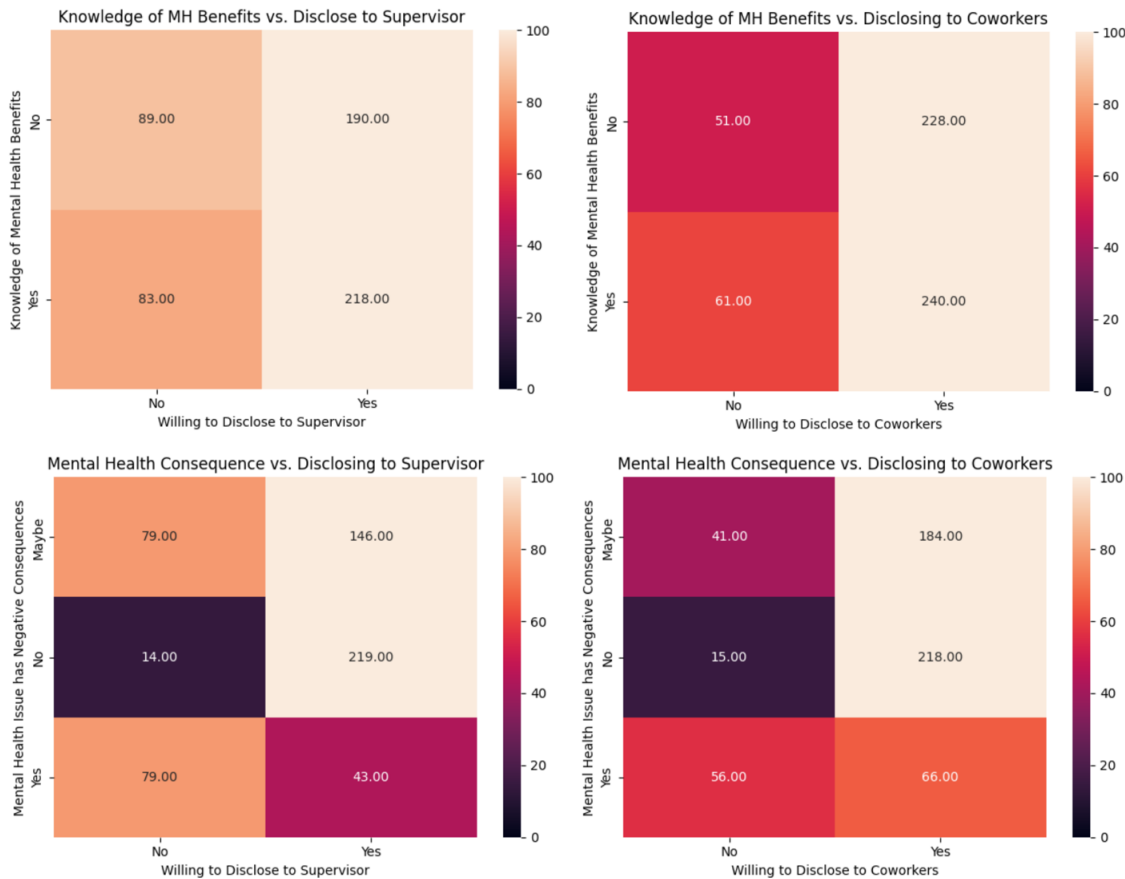 Knowledge of MH Benefits vs. Disclose to Supervisor
Knowledge of Mental Health Benefits
No
Yes
89.00
190.00
83.00
218.00
No
Yes
Willing to Disclose to Supervisor
100
80
60
40
20
0
Knowledge of MH Benefits vs. Disclosing to Coworkers
Knowledge of Mental Health Benefits
No
Yes
51.00
228.00
61.00
240.00
No
Yes
Willing to Disclose to Coworkers
100
80
60
40
20
0
Mental Health Consequence vs. Disclosing to Supervisor
Mental Health Issue has Negative Consequences
Maybe
No
Yes
79.00
146.00
14.00
219.00
79.00
43.00
No
Yes
Willing to Disclose to Supervisor
100
80
60
40
20
0
Mental Health Consequence vs. Disclosing to Coworkers
Mental Health Issue has Negative Consequences
Maybe
No
Yes
41.00
184.00
15.00
218.00
56.00
66.00
No
Yes
Willing to Disclose to Coworkers
100
80
60
40
20
0